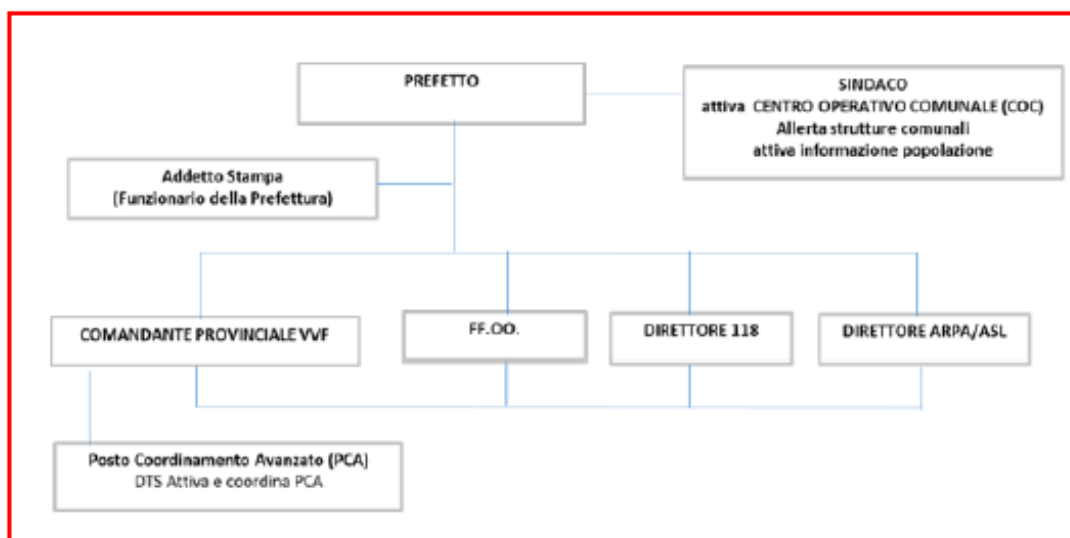 PREFETTO
SINDACO
attiva CENTRO OPERATIVO COMUNALE (COC)
Allerta strutture comunali
attiva informazione popolazione
Addetto Stampa
(Funzionario della Prefettura)
COMANDANTE PROVINCIALE VVF
FF.OO.
DIRETTORE 118
DIRETTORE ARPA/ASL
Posto Coordinamento Avanzato (PCA)
DTS Attiva e coordina PCA